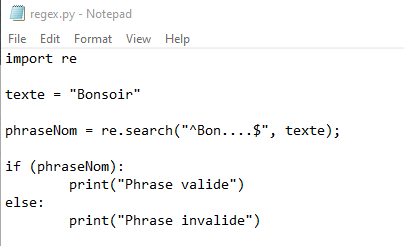 regex.py - Notepad
File Edit Format View Help
import re
texte = "Bonsoir"
phraseNom = re.search("^Bon....$", texte);
if (phraseNom):
print("Phrase valide")
else:
print("Phrase invalide")